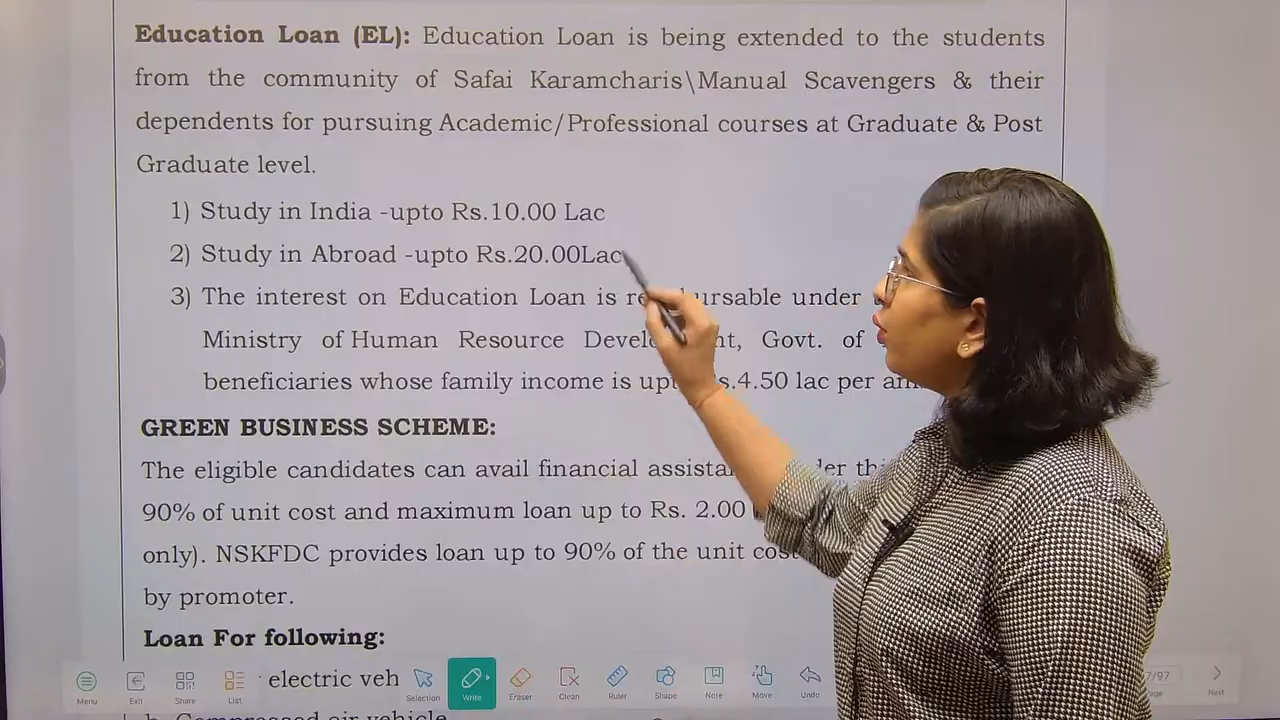 Education Loan (EL): Education Loan is being extended to the students
from the community of Safai Karamcharis\Manual Scavengers & their
dependents for pursuing Academic/Professional courses at Graduate & Post
Graduate level.
1) Study in India -upto Rs.10.00 Lac
2) Study in Abroad -upto Rs.20.00Lac
3) The interest on Education Loan is under
Ministry of Human Resource Govt. of
beneficiaries whose family income is lac per
GREEN BUSINESS SCHEME:
The eligible candidates can avail financial
90% of unit cost and maximum loan up to Rs. 2.00
only). NSKFDC provides loan up to 90% of the unit
by promoter.
Loan For following:
electric
Menu Exit Share List Selection Write Eraser Clean Ruler Shape Note Move Undo Page Next